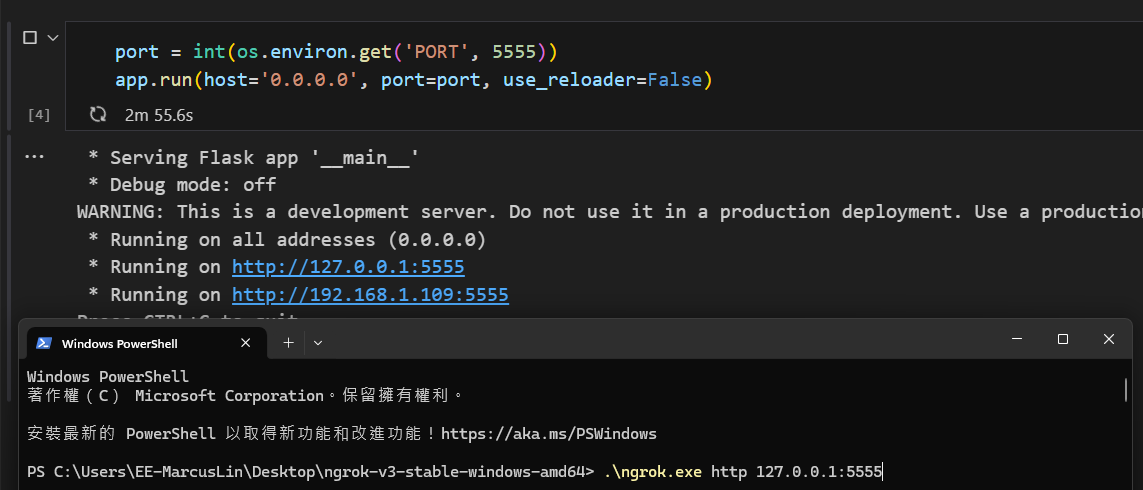 port = int(os.environ.get('PORT', 5555))
app.run(host='0.0.0.0', port=port, use_reloader=False)
[4] 2m 55.6s
... * Serving Flask app '__main__'
* Debug mode: off
WARNING: This is a development server. Do not use it in a production deployment. Use a production
* Running on all addresses (0.0.0.0)
* Running on http://127.0.0.1:5555
* Running on http://192.168.1.109:5555
Press CTRL+C to quit
Windows PowerShell
Windows PowerShell
著作權（C） Microsoft Corporation。保留擁有權利。
安裝最新的 PowerShell 以取得新功能和改進功能！https://aka.ms/PSWindows
PS C:\Users\EE-MarcusLin\Desktop\ngrok-v3-stable-windows-amd64> .\ngrok.exe http 127.0.0.1:5555